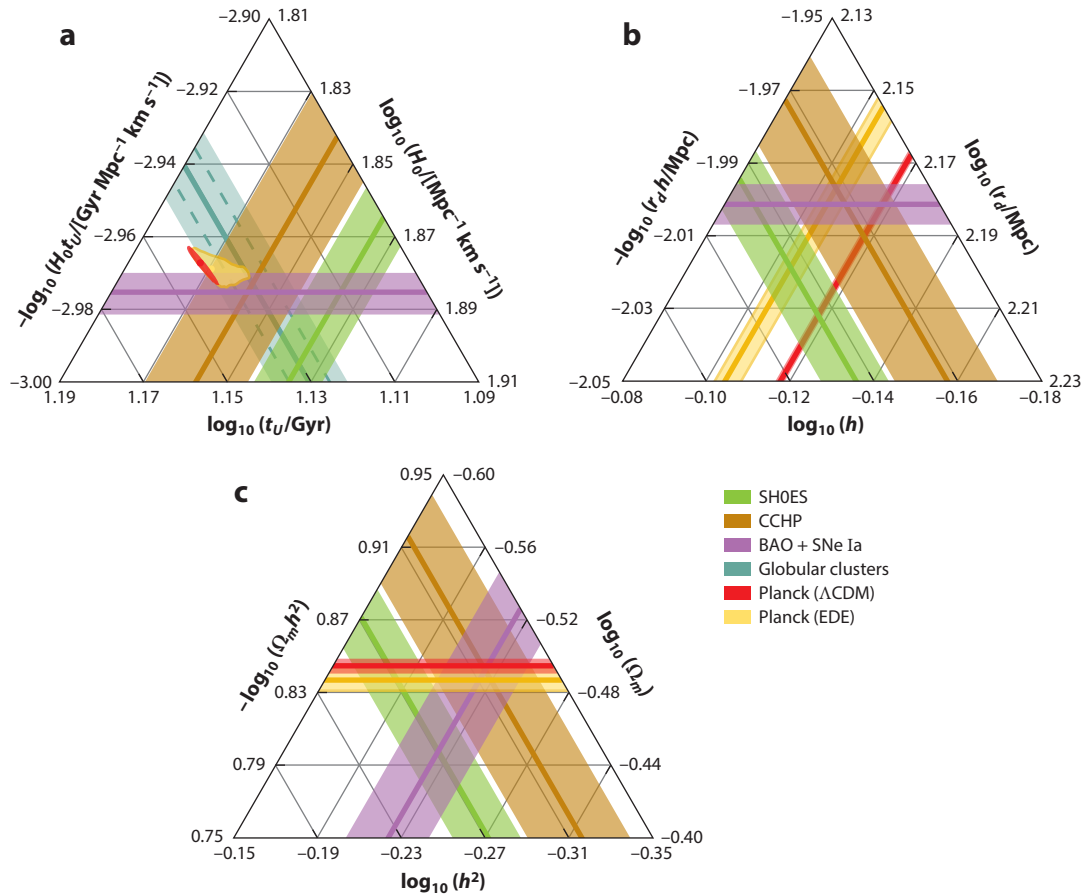 a
−2.90 1.81
−2.92 1.83
−2.94 1.85
−2.96 1.87
−2.98 1.89
−3.00 1.91
1.19 1.17 1.15 1.13 1.11 1.09
−log₁₀ (H₀t_U/[Gyr Mpc⁻¹ km s⁻¹])
log₁₀ (H₀/[Mpc⁻¹ km s⁻¹])
log₁₀ (t_U/Gyr)
b
−1.95 2.13
−1.97 2.15
−1.99 2.17
−2.01 2.19
−2.03 2.21
−2.05 2.23
−0.08 −0.10 −0.12 −0.14 −0.16 −0.18
−log₁₀ (r_d h/Mpc)
log₁₀ (r_d/Mpc)
log₁₀ (h)
c
0.95 −0.60
0.91 −0.56
0.87 −0.52
0.83 −0.48
0.79 −0.44
0.75 −0.40
−0.15 −0.19 −0.23 −0.27 −0.31 −0.35
−log₁₀ (Ωₘh²)
log₁₀ (Ωₘ)
log₁₀ (h²)
SH0ES
CCHP
BAO + SNe Ia
Globular clusters
Planck (ΛCDM)
Planck (EDE)